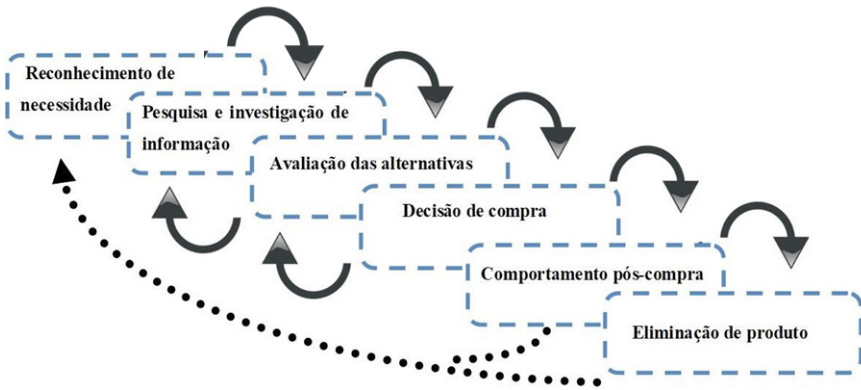 Reconhecimento de
necessidade
Pesquisa e investigação de
informação
Avaliação das alternativas
Decisão de compra
Comportamento pós-compra
Eliminação de produto